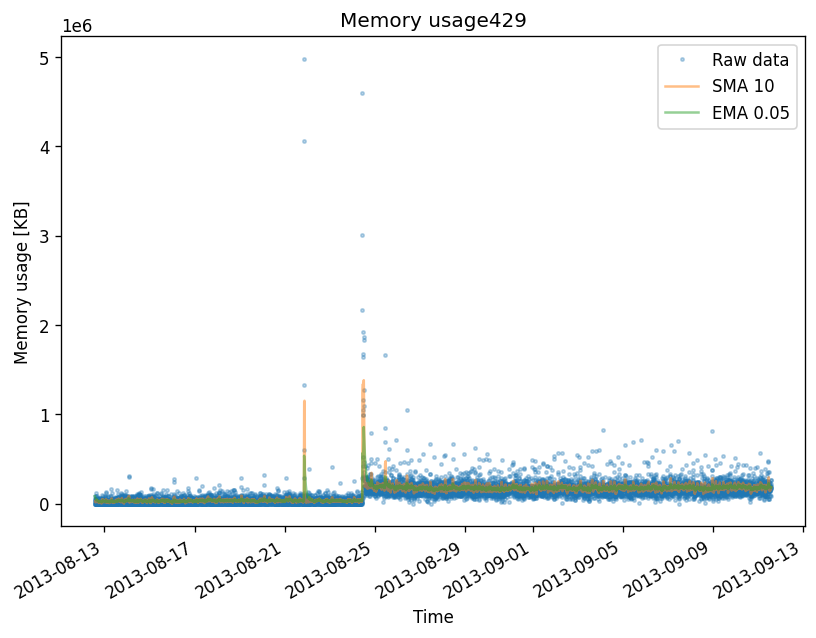 Memory usage429
1e6
Raw data
SMA 10
EMA 0.05
5
4
3
2
1
0
Memory usage [KB]
2013-08-13
2013-08-17
2013-08-21
2013-08-25
2013-08-29
2013-09-01
2013-09-05
2013-09-09
2013-09-13
Time